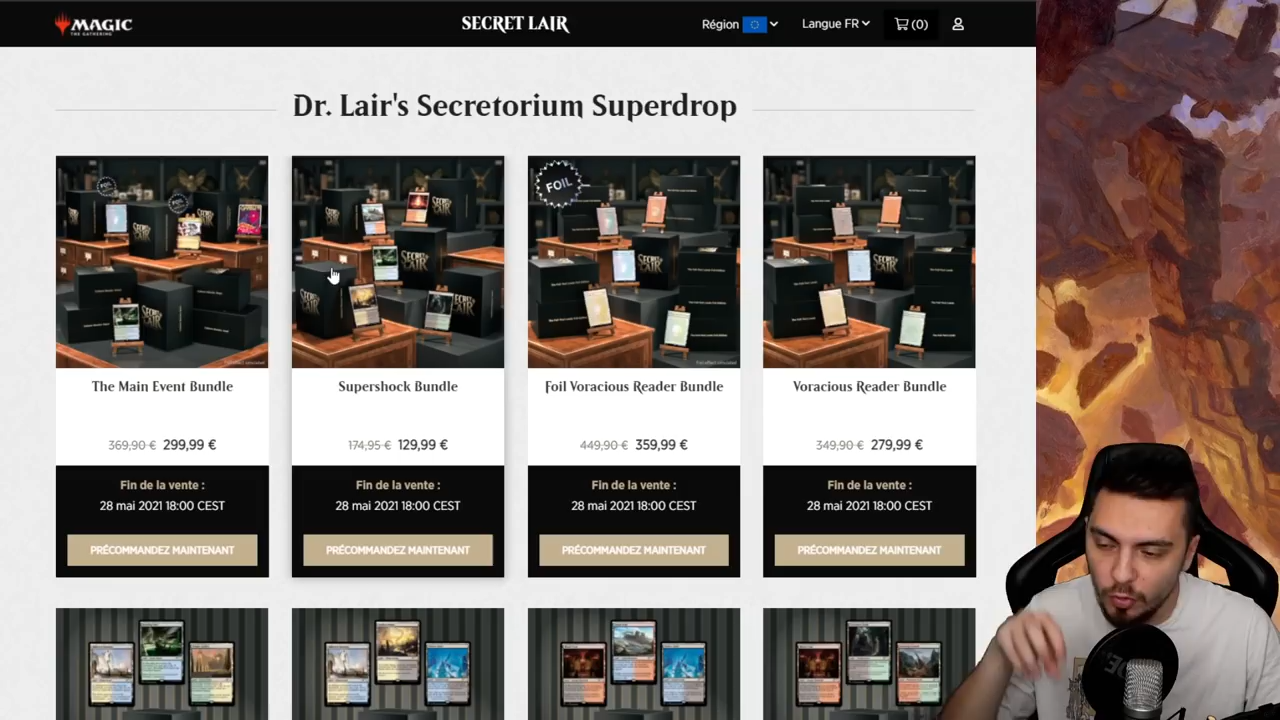 MAGIC
THE GATHERING
SECRET LAIR
Région
Langue FR
(0)
Dr. Lair's Secretorium Superdrop
FOIL
SECRET LAIR
The Main Event Bundle
369,90 € 299,99 €
Fin de la vente :
28 mai 2021 18:00 CEST
PRÉCOMMANDEZ MAINTENANT
Supershock Bundle
174,95 € 129,99 €
Fin de la vente :
28 mai 2021 18:00 CEST
PRÉCOMMANDEZ MAINTENANT
Foil Voracious Reader Bundle
449,90 € 359,99 €
Fin de la vente :
28 mai 2021 18:00 CEST
PRÉCOMMANDEZ MAINTENANT
Voracious Reader Bundle
349,90 € 279,99 €
Fin de la vente :
28 mai 2021 18:00 CEST
PRÉCOMMANDEZ MAINTENANT